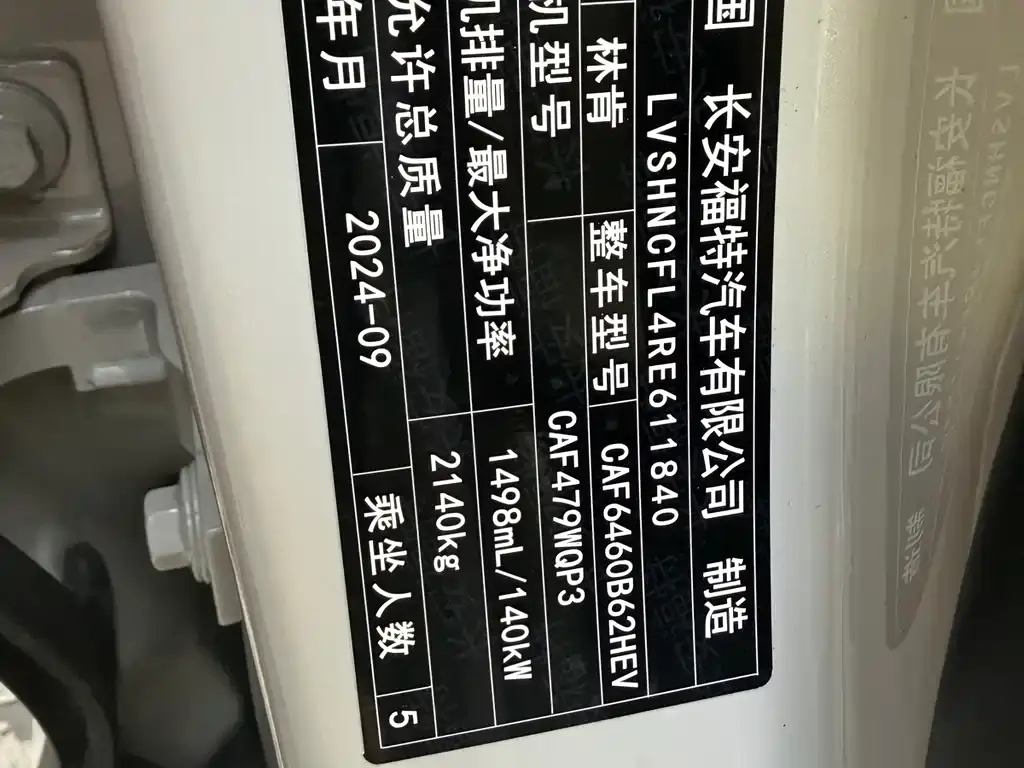 国 长安福特汽车有限公司 制造
LVSHNCFL4RE611840
林肯 整车型号 CAF6460B62HEV
机型号 CAF479WQP3
机排量/最大净功率 1498mL/140kW
允许总质量 2140kg
年月 2024-09 乘坐人数 5